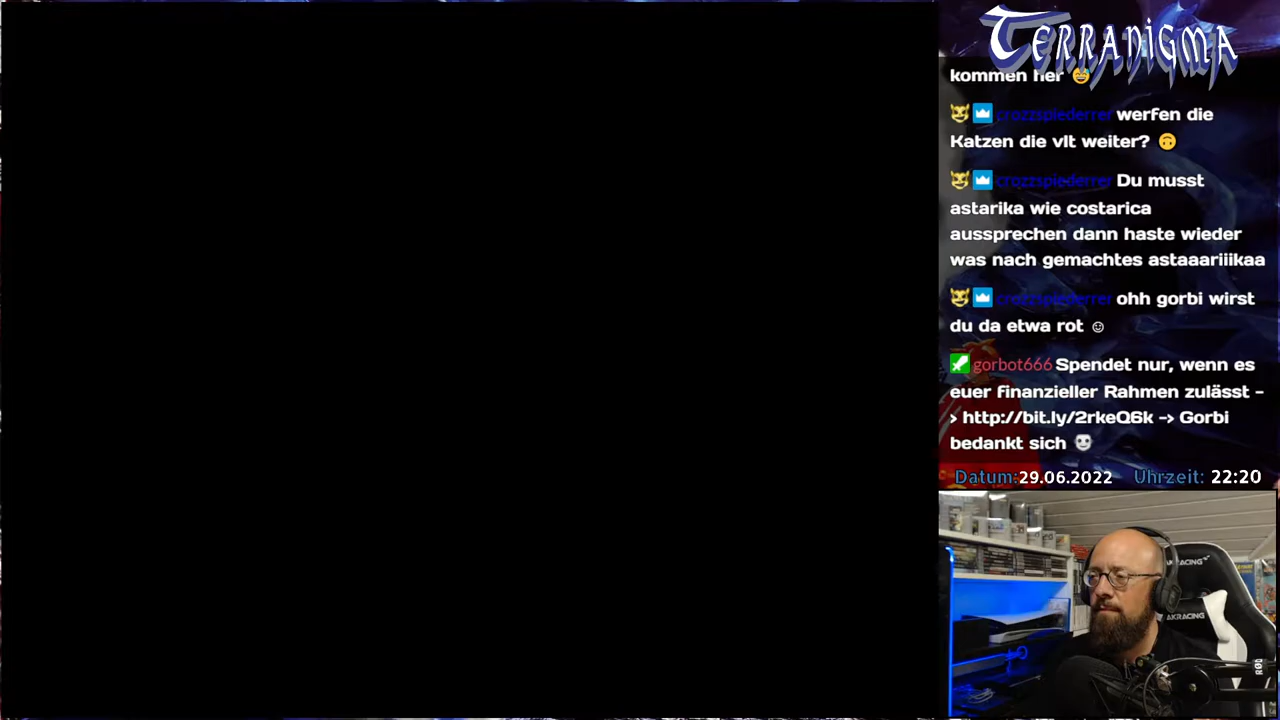 TERRANIGMA
kommen her 😅
crozzspiederrer werfen die
Katzen die vlt weiter? 🙃
crozzspiederrer Du musst
astarika wie costarica
aussprechen dann haste wieder
was nach gemachtes astaaariiikaa
crozzspiederrer ohh gorbi wirst
du da etwa rot ☺
gorbot666 Spendet nur, wenn es
euer finanzieller Rahmen zulässt -
> http://bit.ly/2rkeQ6k -> Gorbi
bedankt sich
Datum:29.06.2022 Uhrzeit: 22:20
AKRACING
AKRACING